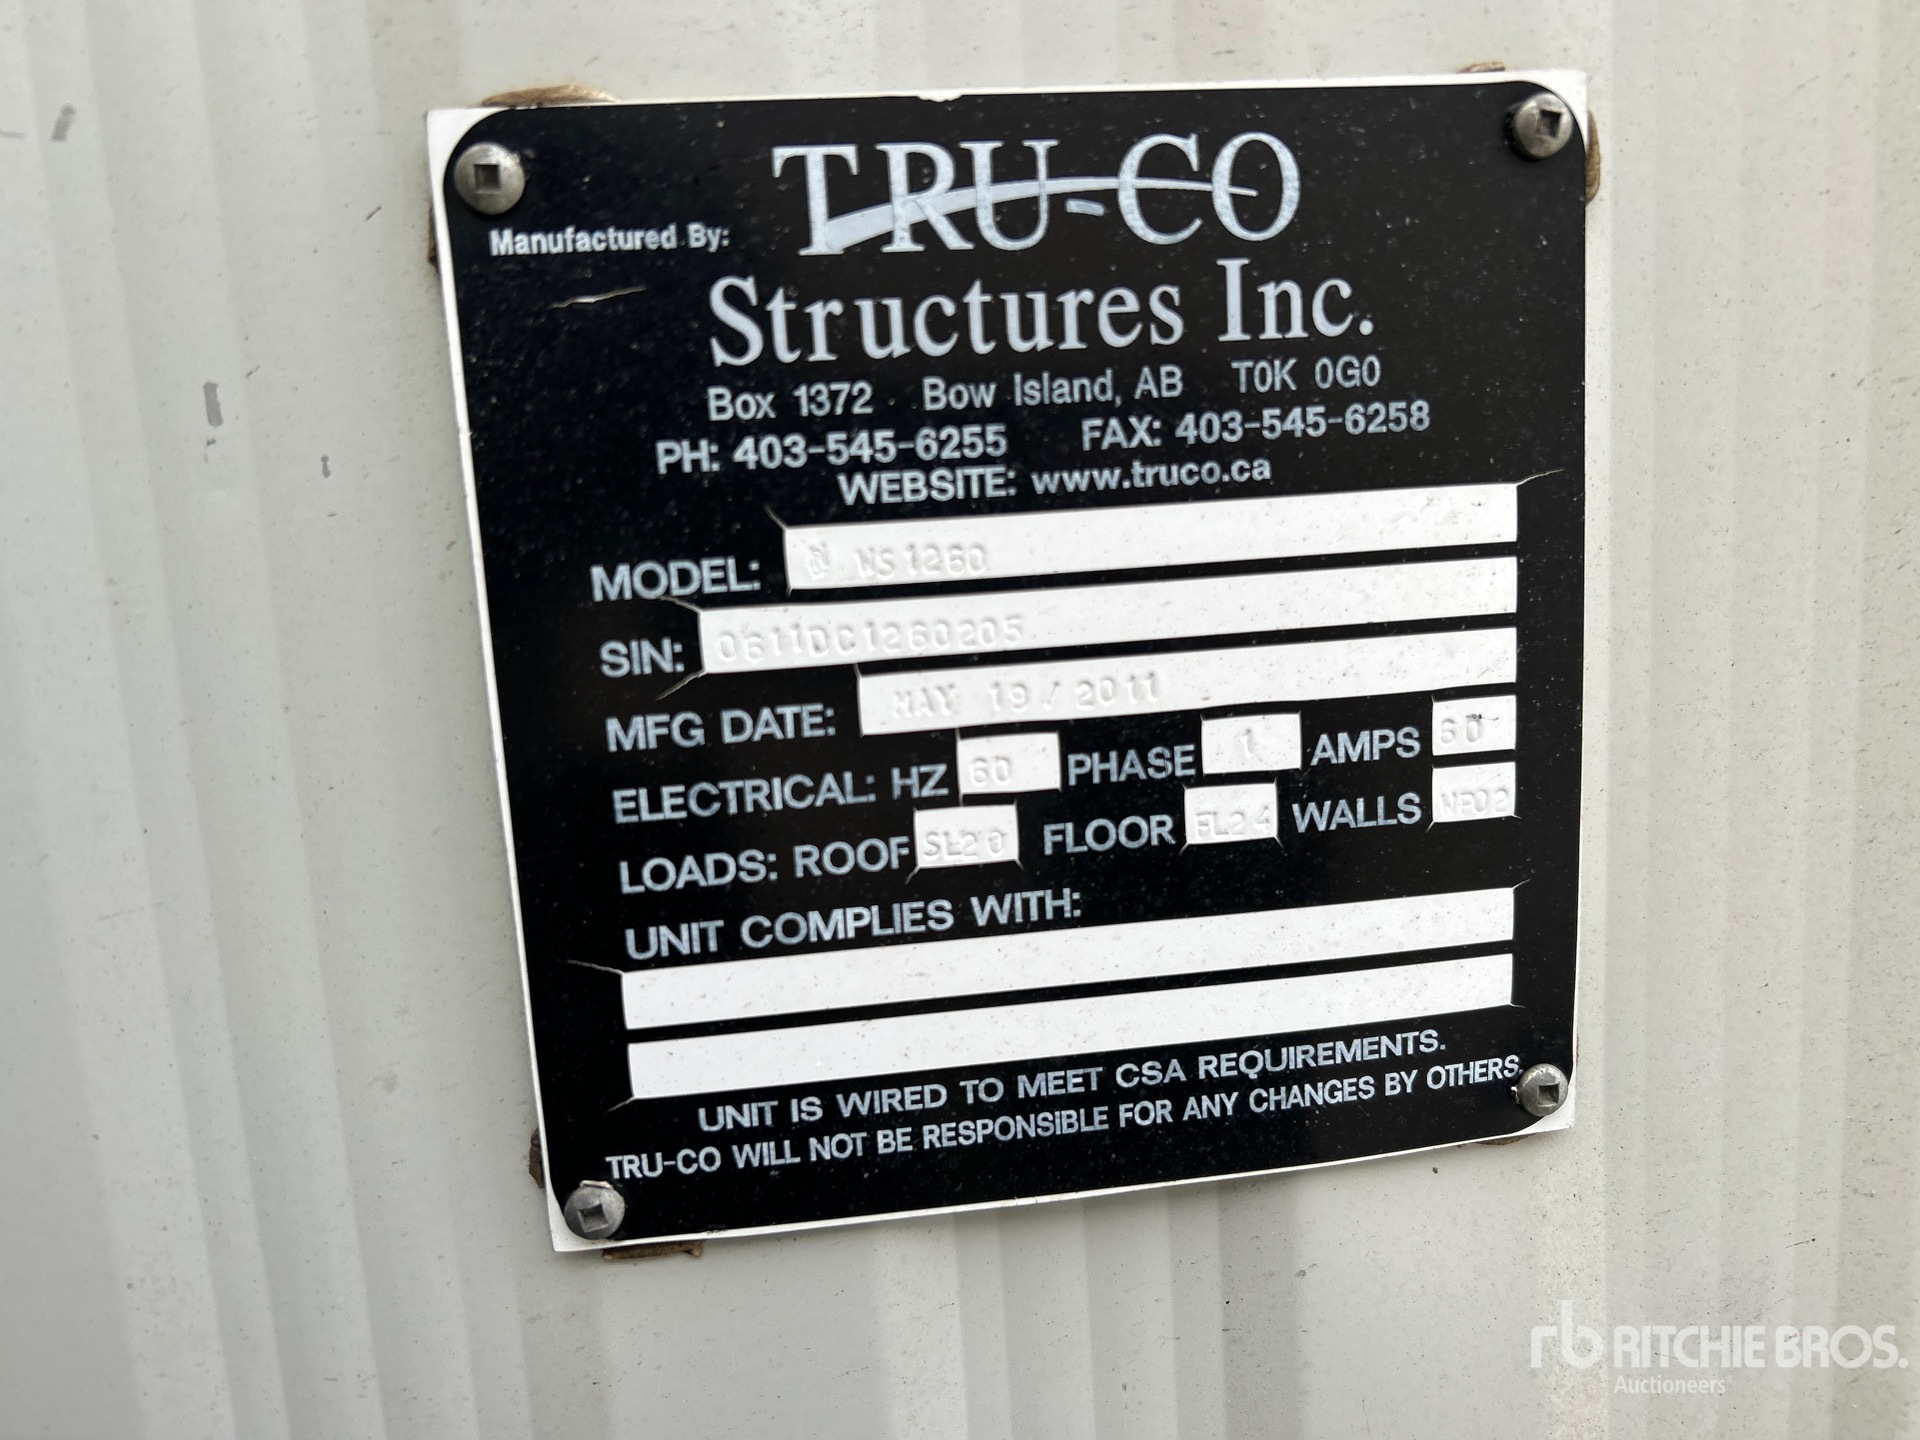 TRU-CO
Manufactured By:
Structures Inc.
Box 1372 Bow Island, AB T0K 0G0
PH: 403-545-6255 FAX: 403-545-6258
WEBSITE: www.truco.ca
MODEL: NS1260
SIN: 0611DC1260205
MFG DATE: MAY 19/2011
ELECTRICAL: HZ 60 PHASE 1 AMPS 60
LOADS: ROOF SL20 FLOOR FL24 WALLS
UNIT COMPLIES WITH:
UNIT IS WIRED TO MEET CSA REQUIREMENTS.
TRU-CO WILL NOT BE RESPONSIBLE FOR ANY CHANGES BY OTHERS.
rb RITCHIE BROS.
Auctioneers